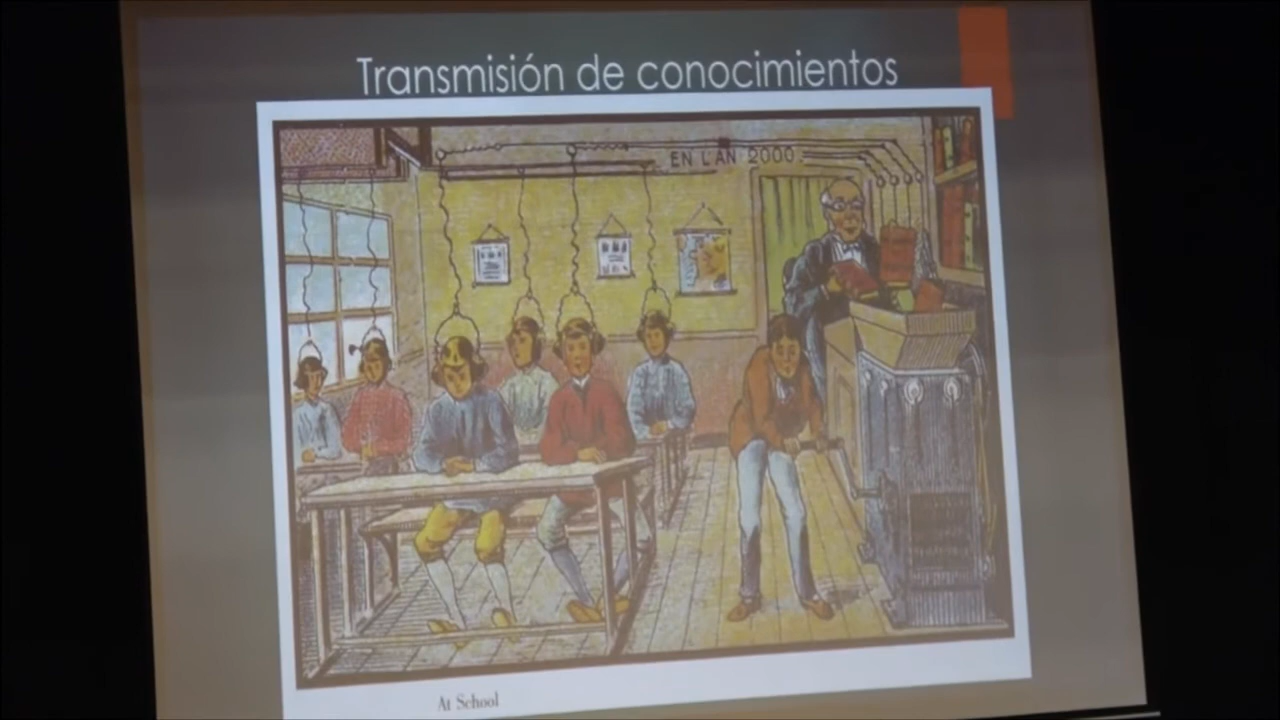 Transmisión de conocimientos
EN L'AN 2000.
At School